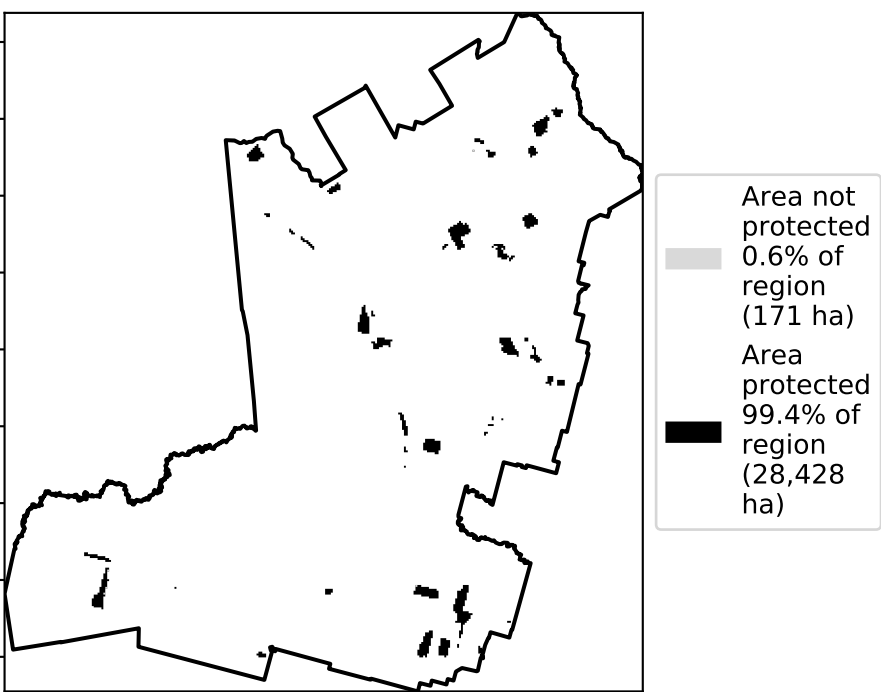 Area not
protected
0.6% of
region
(171 ha)
Area
protected
99.4% of
region
(28,428
ha)